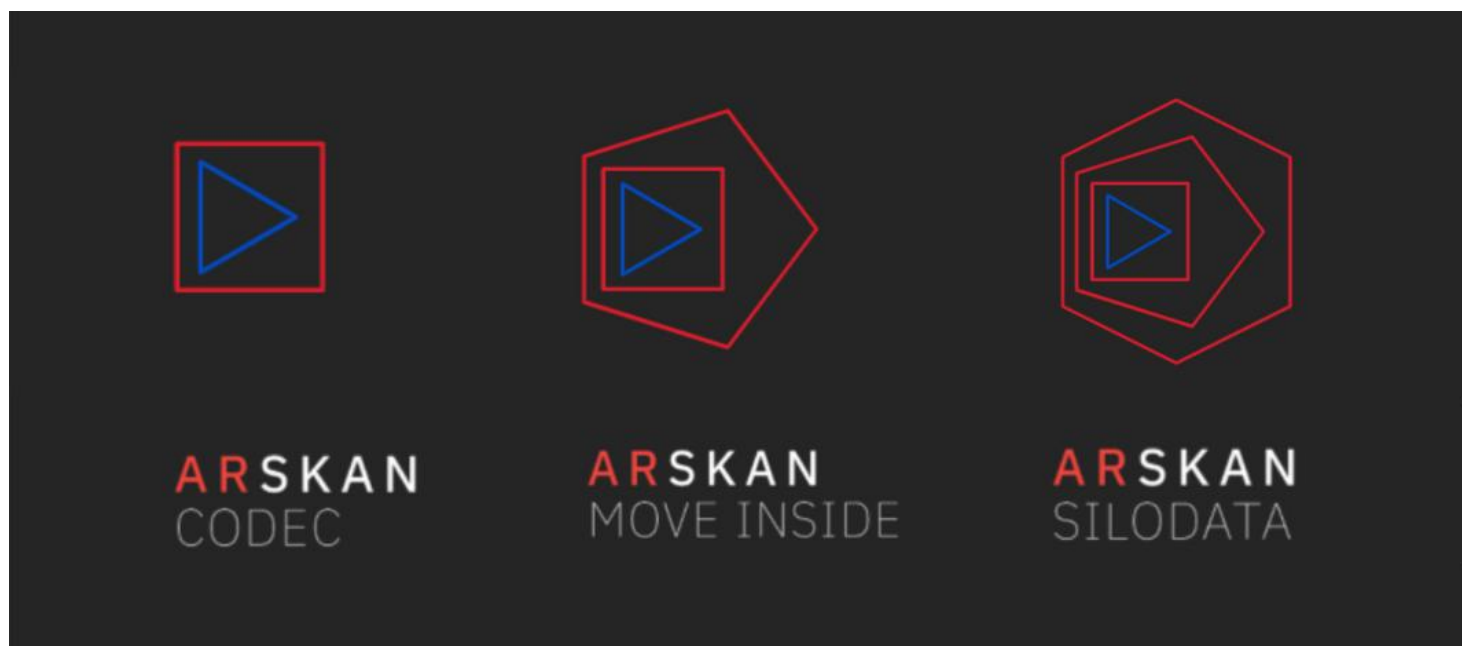 ARSKAN
CODEC
ARSKAN
MOVE INSIDE
ARSKAN
SILODATA